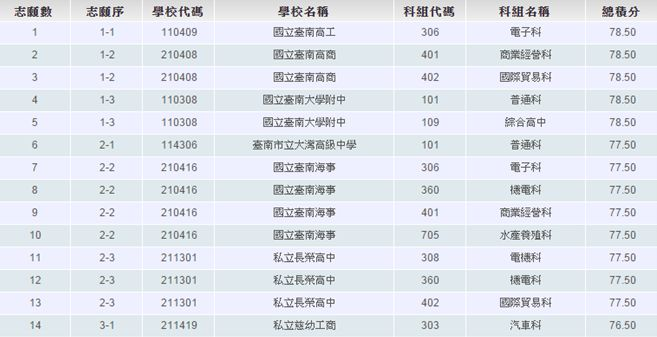 志願數 志願序 學校代碼 學校名稱 科組代碼 科組名稱 總積分
1 1-1 110409 國立臺南高工 306 電子科 78.50
2 1-2 210408 國立臺南高商 401 商業經營科 78.50
3 1-2 210408 國立臺南高商 402 國際貿易科 78.50
4 1-3 110308 國立臺南大學附中 101 普通科 78.50
5 1-3 110308 國立臺南大學附中 109 綜合高中 78.50
6 2-1 114306 臺南市立大灣高級中學 101 普通科 77.50
7 2-2 210416 國立臺南海事 306 電子科 77.50
8 2-2 210416 國立臺南海事 360 機電科 77.50
9 2-2 210416 國立臺南海事 401 商業經營科 77.50
10 2-2 210416 國立臺南海事 705 水產養殖科 77.50
11 2-3 211301 私立長榮高中 308 電機科 77.50
12 2-3 211301 私立長榮高中 360 機電科 77.50
13 2-3 211301 私立長榮高中 402 國際貿易科 77.50
14 3-1 211419 私立慈幼工商 303 汽車科 76.50